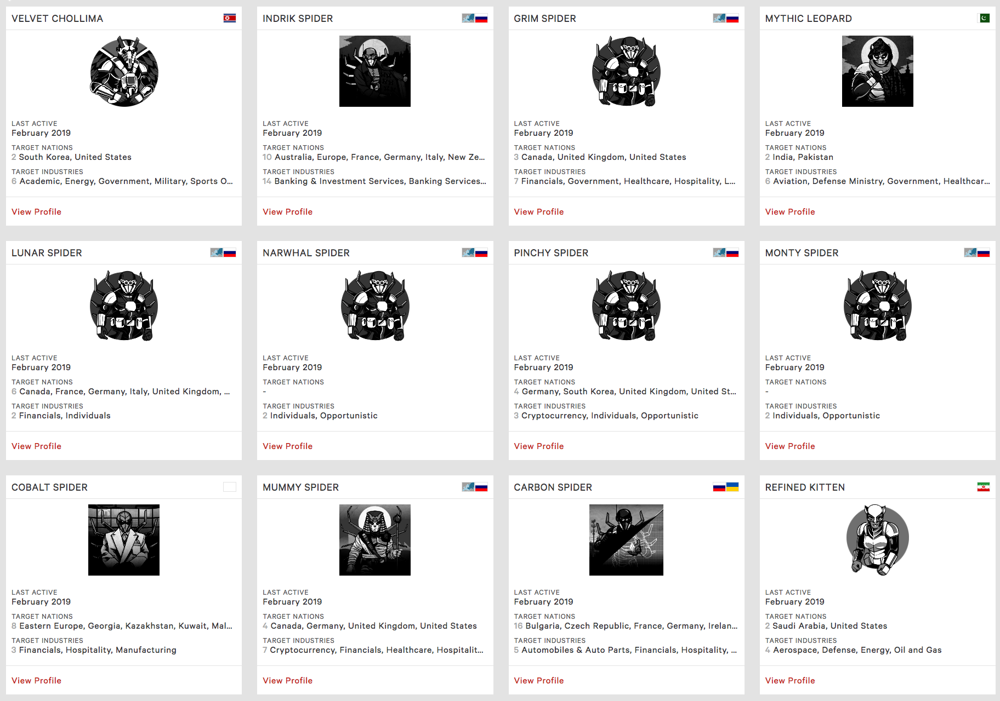 VELVET CHOLLIMA
LAST ACTIVE
February 2019
TARGET NATIONS
2 South Korea, United States
TARGET INDUSTRIES
6 Academic, Energy, Government, Military, Sports O...
View Profile
INDRIK SPIDER
LAST ACTIVE
February 2019
TARGET NATIONS
10 Australia, Europe, France, Germany, Italy, New Ze...
TARGET INDUSTRIES
14 Banking & Investment Services, Banking Services...
View Profile
GRIM SPIDER
LAST ACTIVE
February 2019
TARGET NATIONS
3 Canada, United Kingdom, United States
TARGET INDUSTRIES
7 Financials, Government, Healthcare, Hospitality, L...
View Profile
MYTHIC LEOPARD
LAST ACTIVE
February 2019
TARGET NATIONS
2 India, Pakistan
TARGET INDUSTRIES
6 Aviation, Defense Ministry, Government, Healthcar...
View Profile
LUNAR SPIDER
LAST ACTIVE
February 2019
TARGET NATIONS
6 Canada, France, Germany, Italy, United Kingdom, ...
TARGET INDUSTRIES
2 Financials, Individuals
View Profile
NARWHAL SPIDER
LAST ACTIVE
February 2019
TARGET NATIONS
-
TARGET INDUSTRIES
2 Individuals, Opportunistic
View Profile
PINCHY SPIDER
LAST ACTIVE
February 2019
TARGET NATIONS
4 Germany, South Korea, United Kingdom, United St...
TARGET INDUSTRIES
3 Cryptocurrency, Individuals, Opportunistic
View Profile
MONTY SPIDER
LAST ACTIVE
February 2019
TARGET NATIONS
-
TARGET INDUSTRIES
2 Individuals, Opportunistic
View Profile
COBALT SPIDER
LAST ACTIVE
February 2019
TARGET NATIONS
8 Eastern Europe, Georgia, Kazakhstan, Kuwait, Mal...
TARGET INDUSTRIES
3 Financials, Hospitality, Manufacturing
View Profile
MUMMY SPIDER
LAST ACTIVE
February 2019
TARGET NATIONS
4 Canada, Germany, United Kingdom, United States
TARGET INDUSTRIES
7 Cryptocurrency, Financials, Healthcare, Hospitalit...
View Profile
CARBON SPIDER
LAST ACTIVE
February 2019
TARGET NATIONS
16 Bulgaria, Czech Republic, France, Germany, Irelan...
TARGET INDUSTRIES
5 Automobiles & Auto Parts, Financials, Hospitality, ...
View Profile
REFINED KITTEN
LAST ACTIVE
February 2019
TARGET NATIONS
2 Saudi Arabia, United States
TARGET INDUSTRIES
4 Aerospace, Defense, Energy, Oil and Gas
View Profile